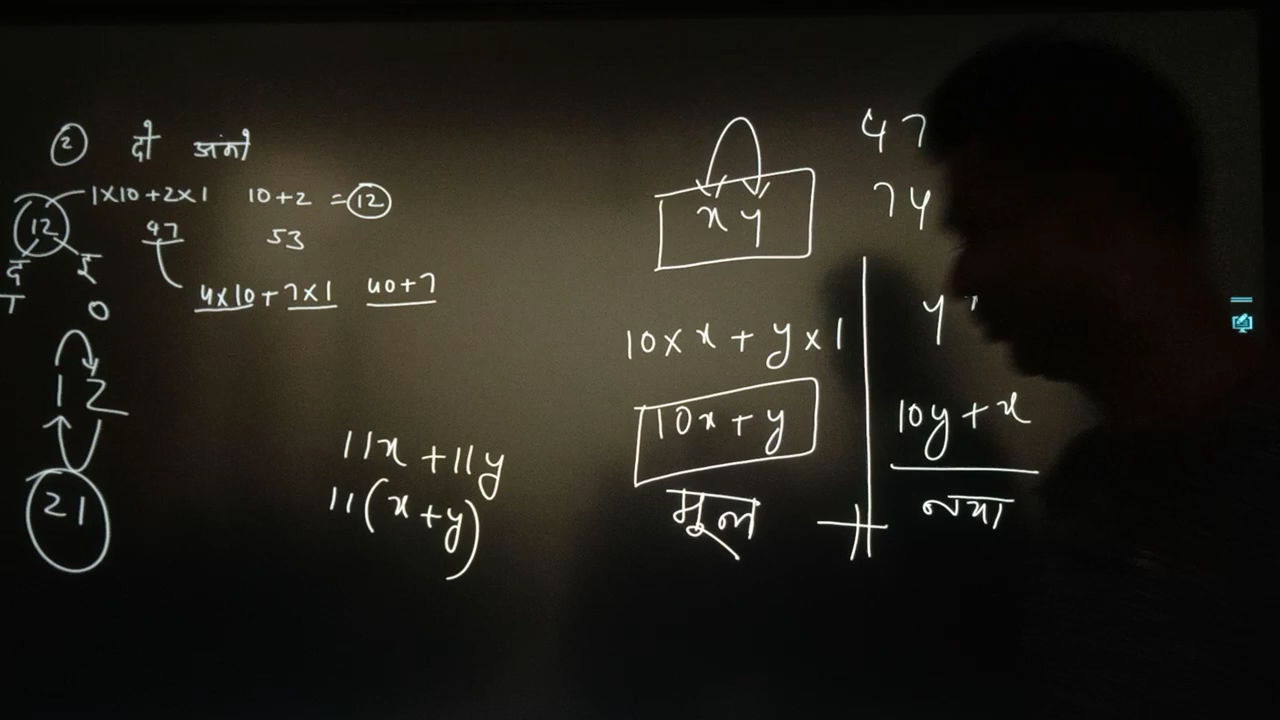 ② दो अंकों
1×10+2×1 10+2 = 12
12 47 53
द ई
T O
4×10+7×1 40+7
12
21
11x+11y
11(x+y)
47
74
xy
10×x+y×1
10x+y
मूल
y
10y+x
नया